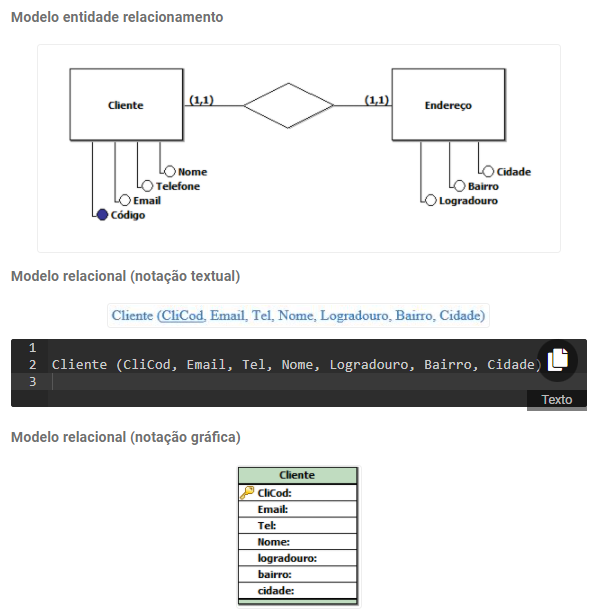 Modelo entidade relacionamento
Cliente
(1,1)
(1,1)
Endereço
Nome
Telefone
Email
Código
Cidade
Bairro
Logradouro
Modelo relacional (notação textual)
Cliente (CliCod, Email, Tel, Nome, Logradouro, Bairro, Cidade)
1
2 Cliente (CliCod, Email, Tel, Nome, Logradouro, Bairro, Cidade)
3
Texto
Modelo relacional (notação gráfica)
Cliente
CliCod:
Email:
Tel:
Nome:
logradouro:
bairro:
cidade: